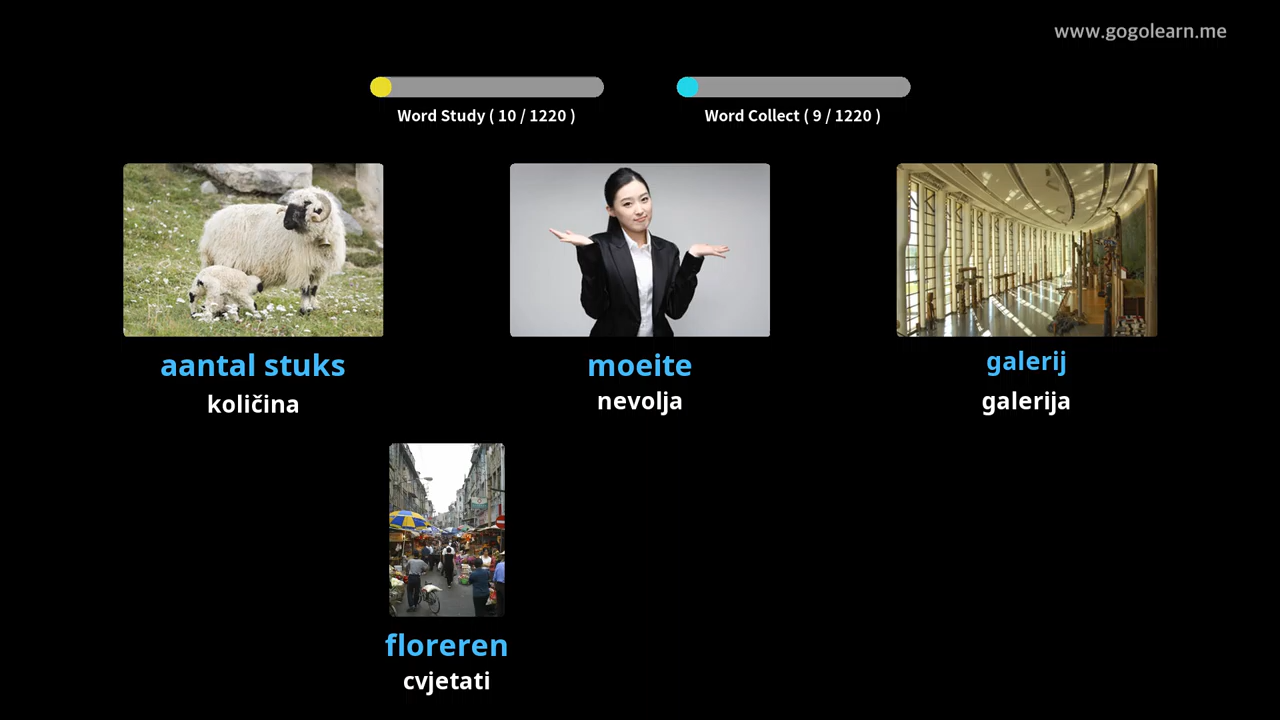 www.gogolearn.me
Word Study ( 10 / 1220 )
Word Collect ( 9 / 1220 )
aantal stuks
količina
moeite
nevolja
galerij
galerija
floreren
cvjetati